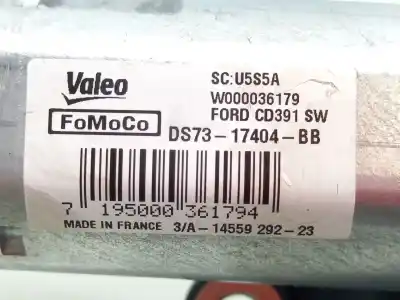 Valeo
SC:U5S5A
W000036179
FORD CD391 SW
FoMoCo
DS73-17404-BB
7 195000 361794
MADE IN FRANCE 3/A-14559 292-23